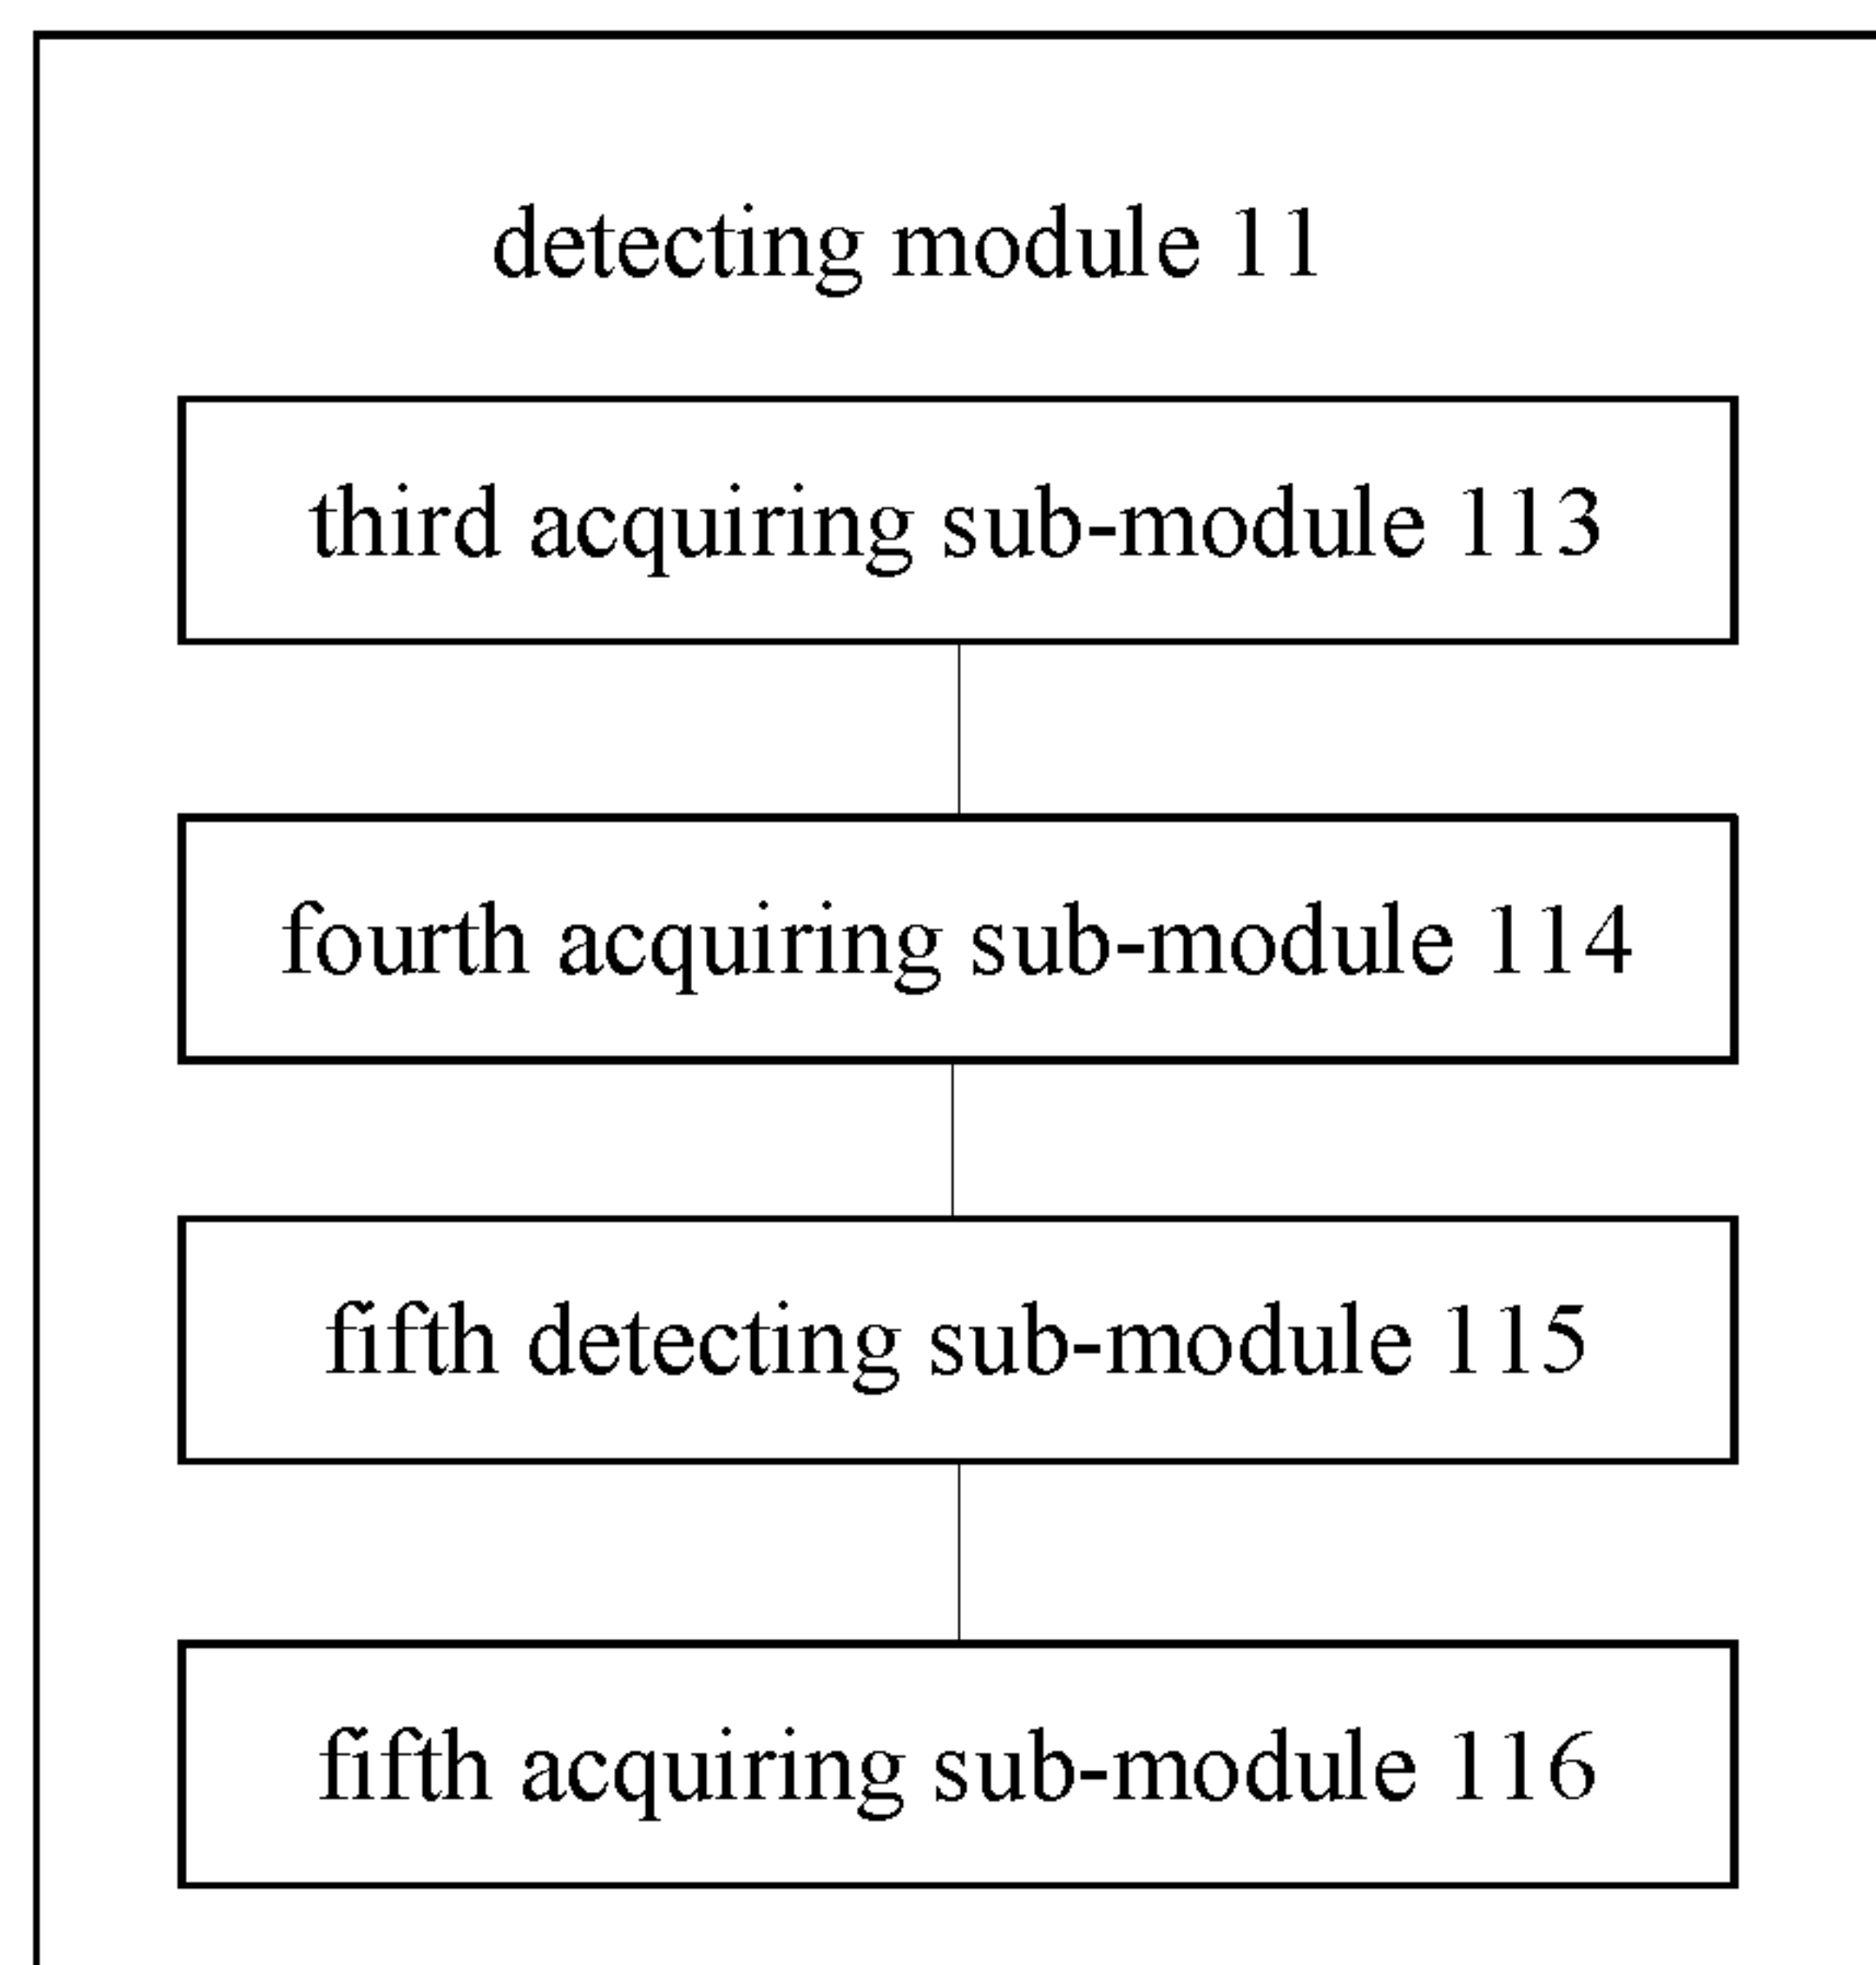 detecting module 11
third acquiring sub-module 113
fourth acquiring sub-module 114
fifth detecting sub-module 115
fifth acquiring sub-module 116